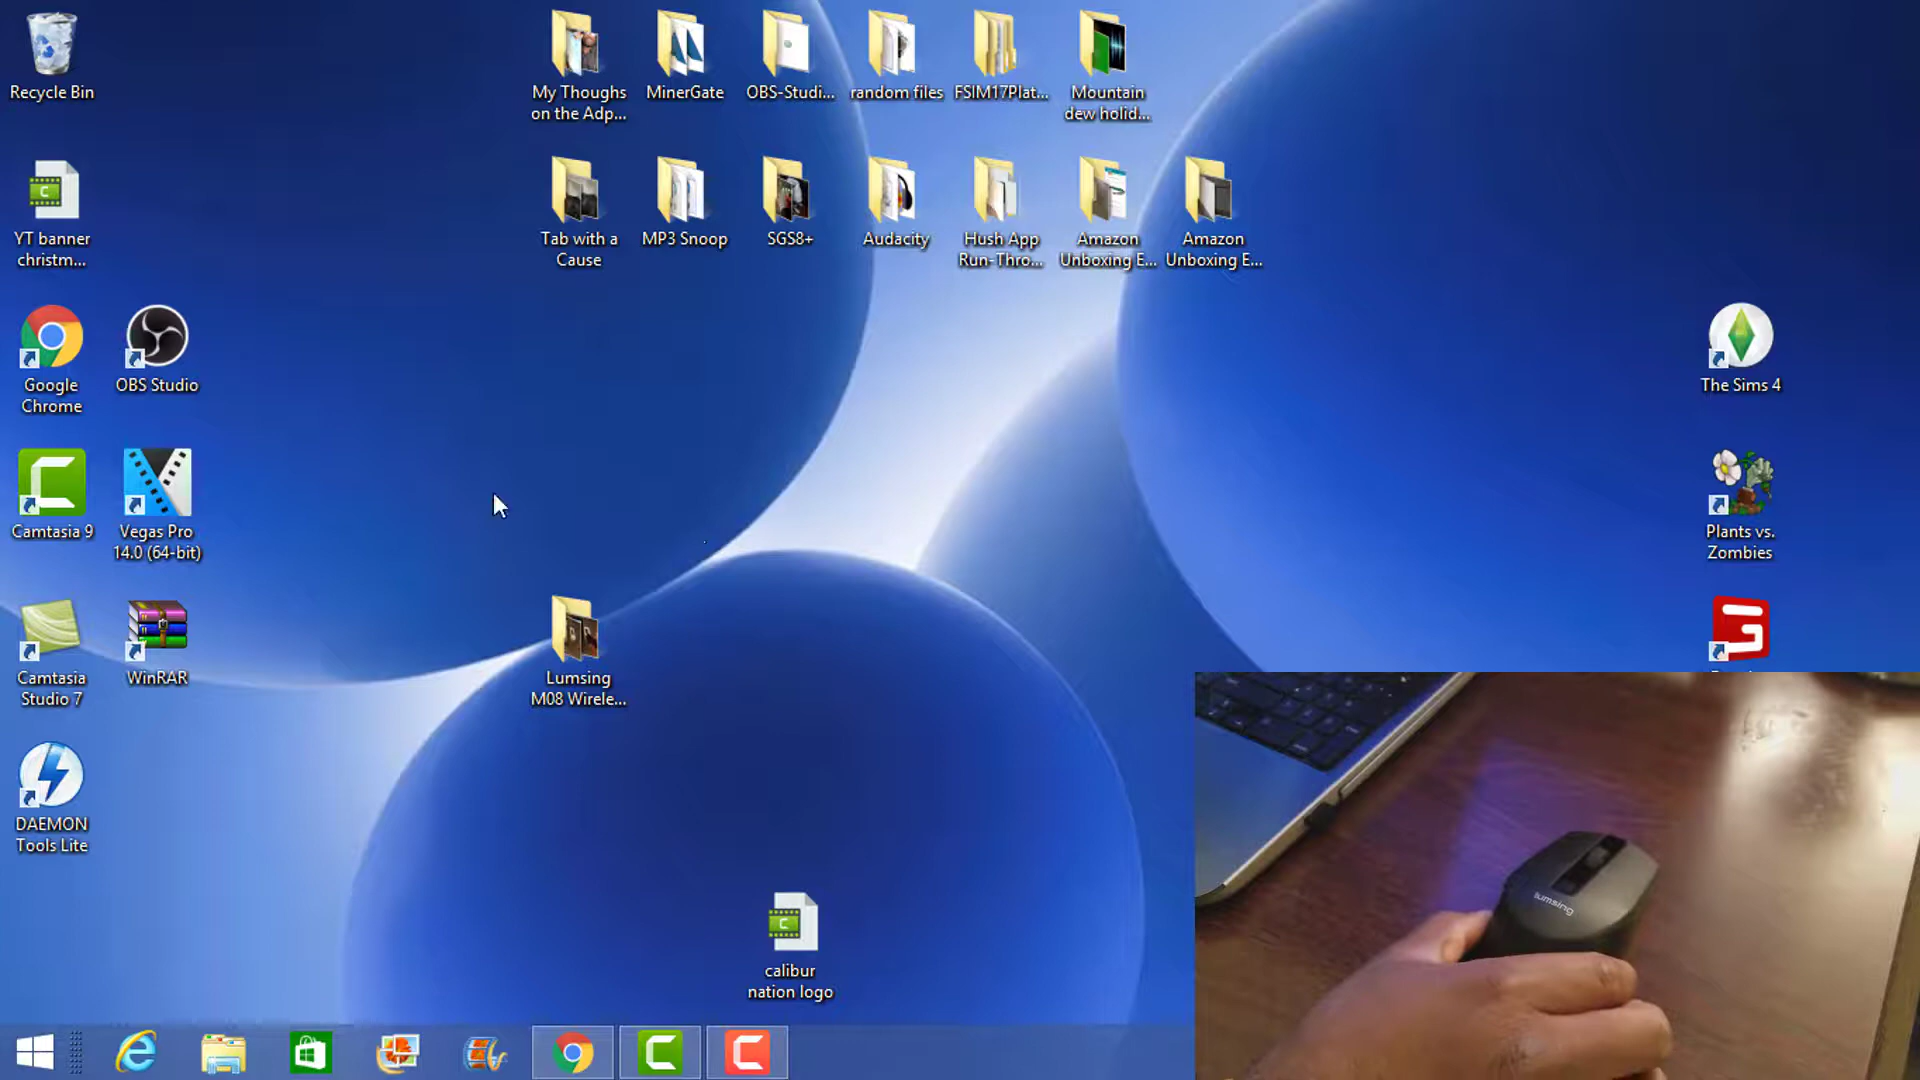 Recycle Bin
My Thoughs
on the Adp...
MinerGate
OBS-Studi...
random files
FSIM17Plat...
Mountain
dew holid...
YT banner
christm...
Tab with a
Cause
MP3 Snoop
SGS8+
Audacity
Hush App
Run-Thro...
Amazon
Unboxing E...
Amazon
Unboxing E...
Google
Chrome
OBS Studio
The Sims 4
Camtasia 9
Vegas Pro
14.0 (64-bit)
Plants vs.
Zombies
Camtasia
Studio 7
WinRAR
Lumsing
M08 Wirele...
DAEMON
Tools Lite
calibur
nation logo
lumsing